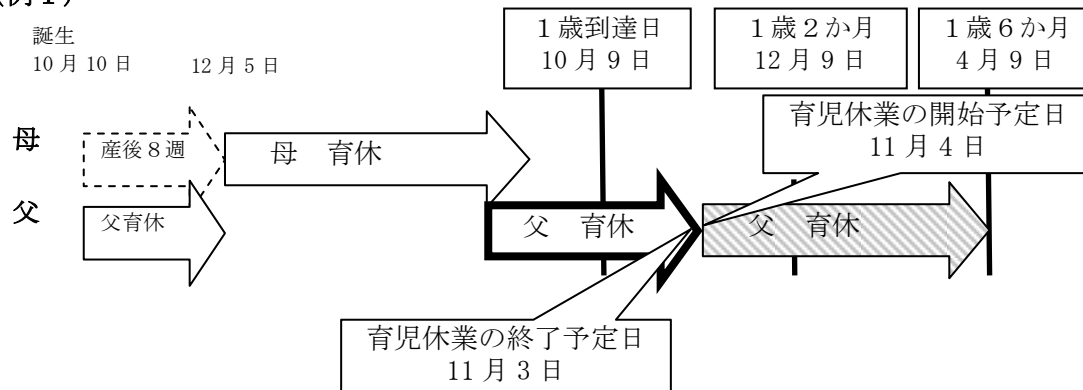 (例1)
誕生
10月10日
12月5日
1歳到達日
10月9日
1歳2か月
12月9日
1歳6か月
4月9日
育児休業の開始予定日
11月4日
母
産後8週
母 育休
父
父育休
父 育休
父 育休
育児休業の終了予定日
11月3日